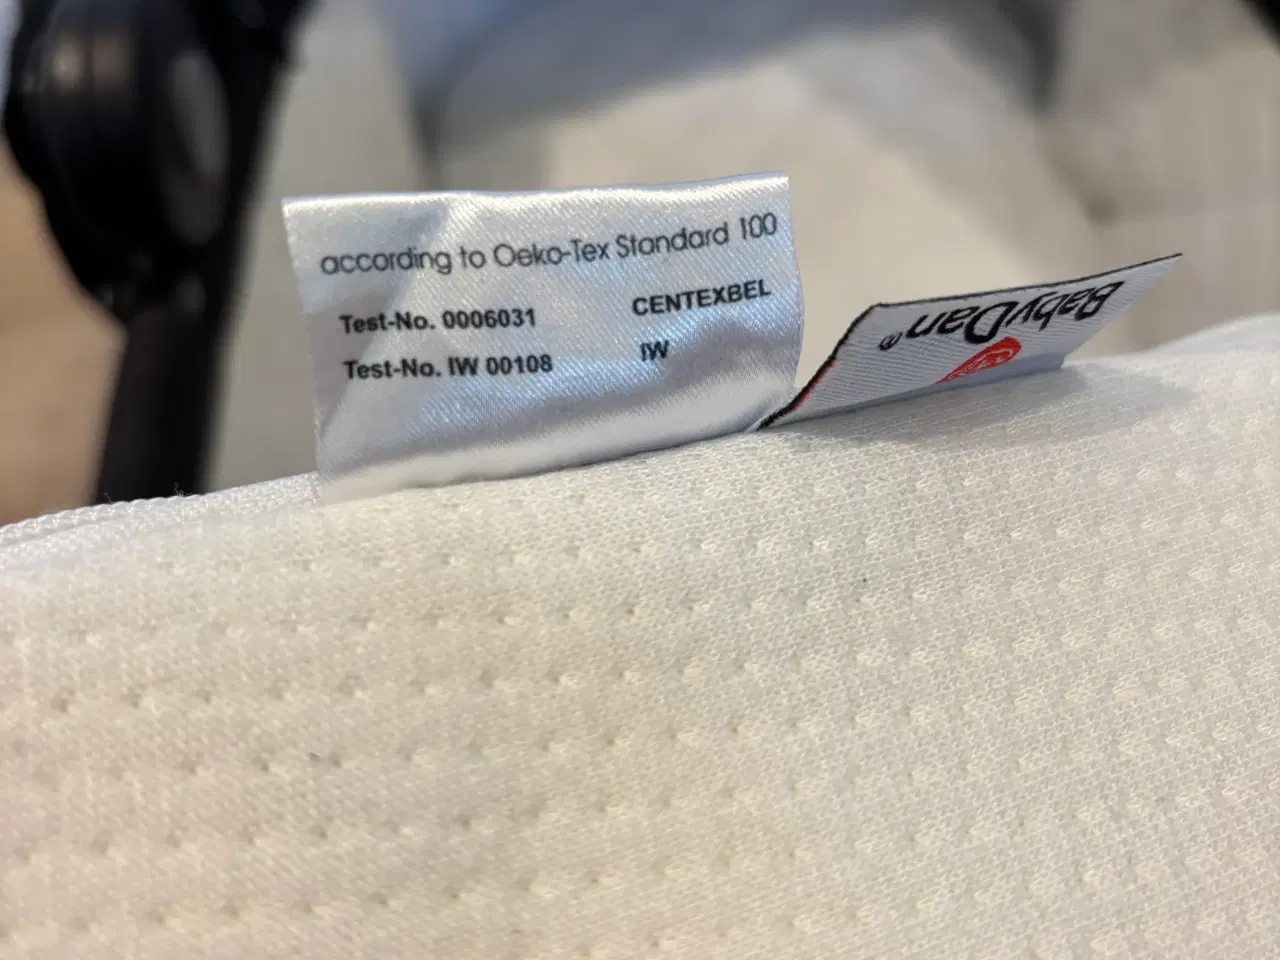 according to Oeko-Tex Standard 100
Test-No. 0006031 CENTEXBEL
Test-No. IW 00108 IW
BabyDan®